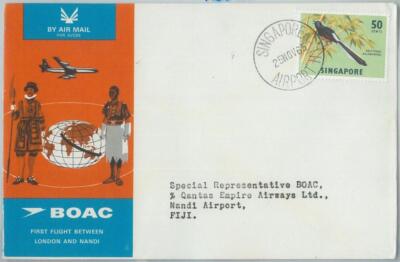 BY AIR MAIL
PAR AVION
BOAC
FIRST FLIGHT BETWEEN
LONDON AND NANDI
SINGAPORE
AIRPORT
50
CENTS
SINGAPORE
Special Representative BOAC,
% Qantas Empire Airways Ltd.,
Nandi Airport,
FIJI.